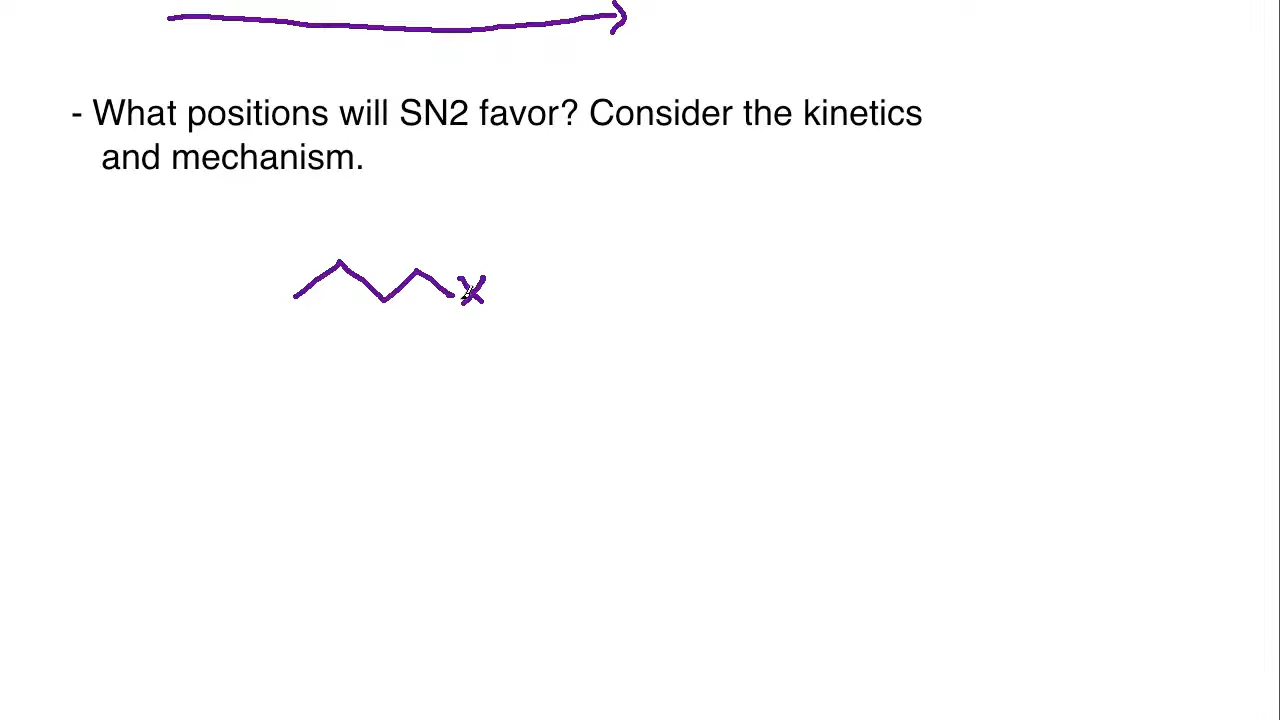 - What positions will SN2 favor? Consider the kinetics
and mechanism.
X